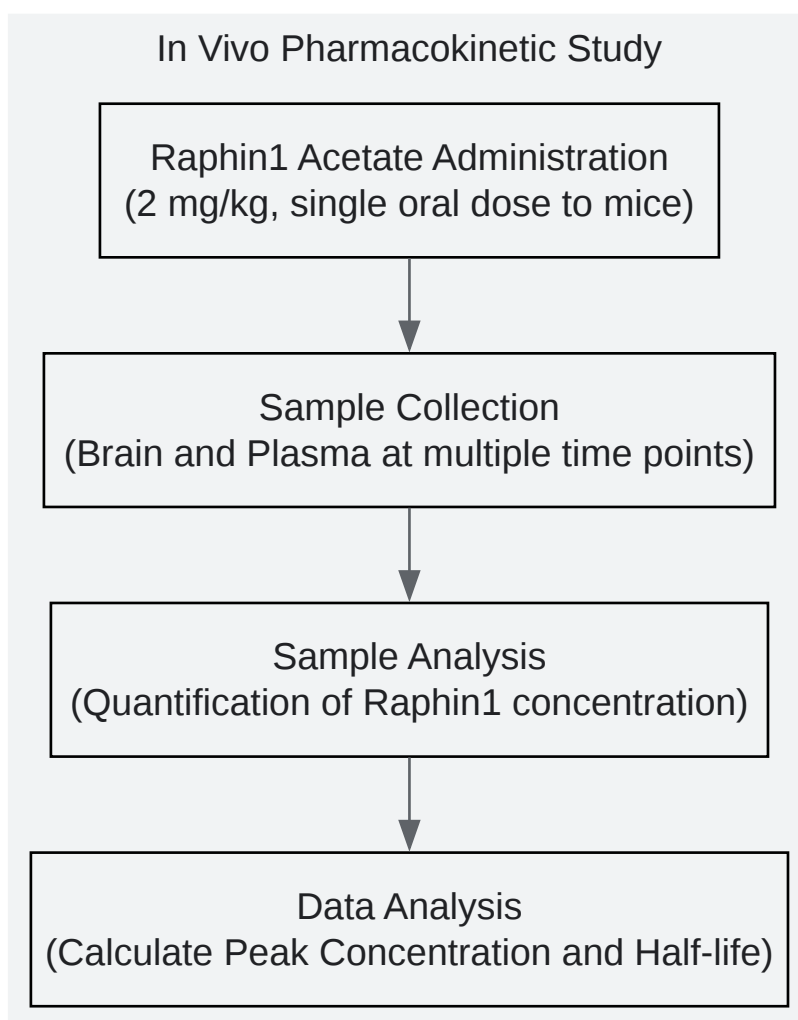 In Vivo Pharmacokinetic Study
Raphin1 Acetate Administration
(2 mg/kg, single oral dose to mice)
Sample Collection
(Brain and Plasma at multiple time points)
Sample Analysis
(Quantification of Raphin1 concentration)
Data Analysis
(Calculate Peak Concentration and Half-life)